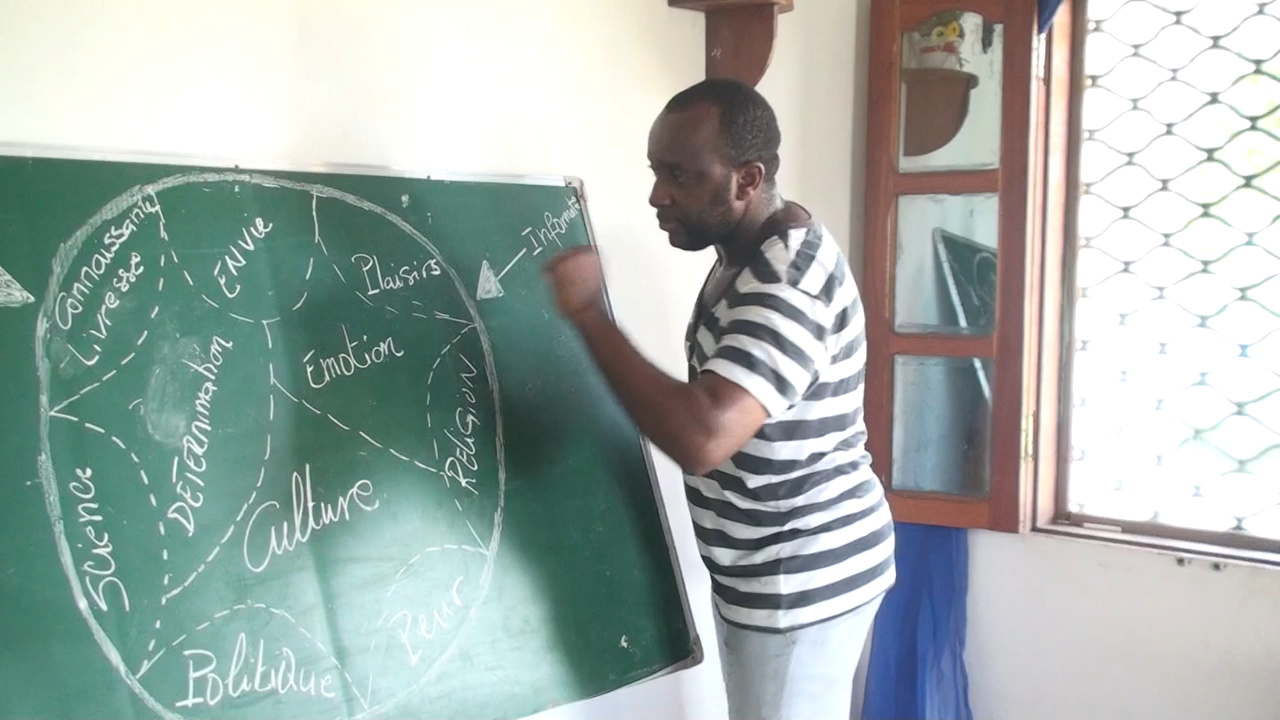 Connaissance
Livresse
ENVie
Plaisirs
Informat
Emotion
DÉTERMINATION
RELIGION
Science
Culture
Peur
PolitiQue